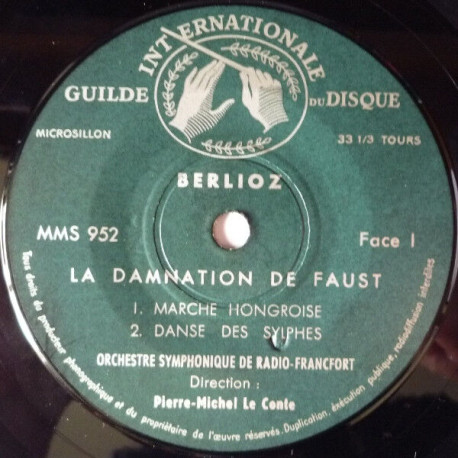 GUILDE INTERNATIONALE DU DISQUE
MICROSILLON
33 1/3 TOURS
BERLIOZ
MMS 952
Face 1
LA DAMNATION DE FAUST
1. MARCHE HONGROISE
2. DANSE DES SYLPHES
ORCHESTRE SYMPHONIQUE DE RADIO-FRANCFORT
Direction :
Pierre-Michel Le Conte
Tous droits du producteur phonographique et du propriétaire de l'œuvre réservés. Duplication, exécution publique, radiodiffusion interdites